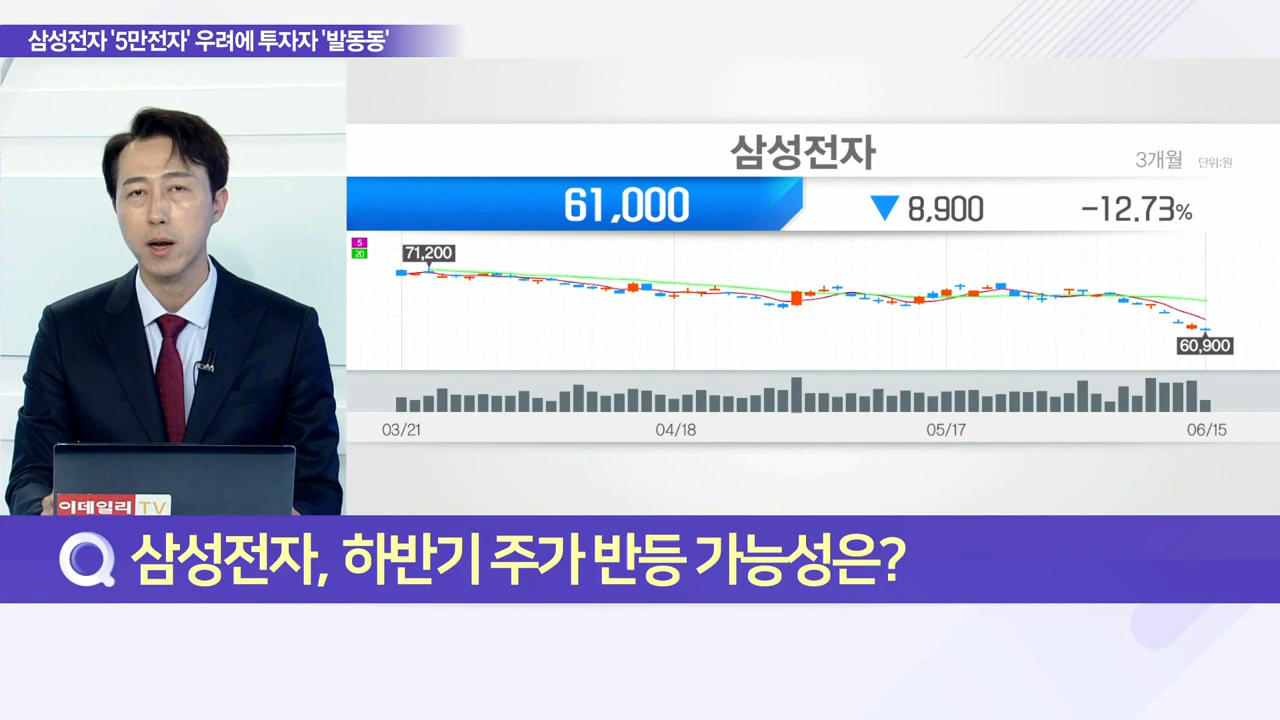 삼성전자 '5만전자' 우려에 투자자 '발동동'
삼성전자
3개월 단위:원
61,000 ▼ 8,900 -12.73%
5
20
71,200
60,900
03/21 04/18 05/17 06/15
이데일리 TV
Q 삼성전자, 하반기 주가 반등 가능성은?